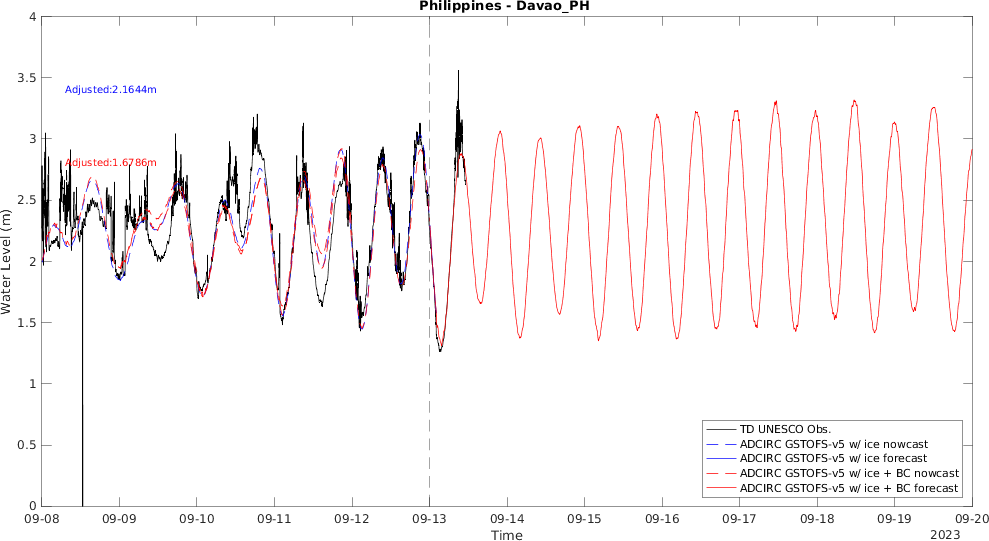 Philippines - Davao_PH
4
3.5
3
2.5
2
1.5
1
0.5
0
Water Level (m)
Adjusted:2.1644m
Adjusted:1.6786m
TD UNESCO Obs.
ADCIRC GSTOFS-v5 w/ ice nowcast
ADCIRC GSTOFS-v5 w/ ice forecast
ADCIRC GSTOFS-v5 w/ ice + BC nowcast
ADCIRC GSTOFS-v5 w/ ice + BC forecast
09-08 09-09 09-10 09-11 09-12 09-13 09-14 09-15 09-16 09-17 09-18 09-19 09-20
Time
2023